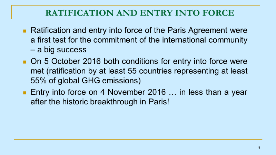 RATIFICATION AND ENTRY INTO FORCE
Ratification and entry into force of the Paris Agreement were
a first test for the commitment of the international community
– a big success
On 5 October 2016 both conditions for entry into force were
met (ratification by at least 55 countries representing at least
55% of global GHG emissions)
Entry into force on 4 November 2016 … in less than a year
after the historic breakthrough in Paris!